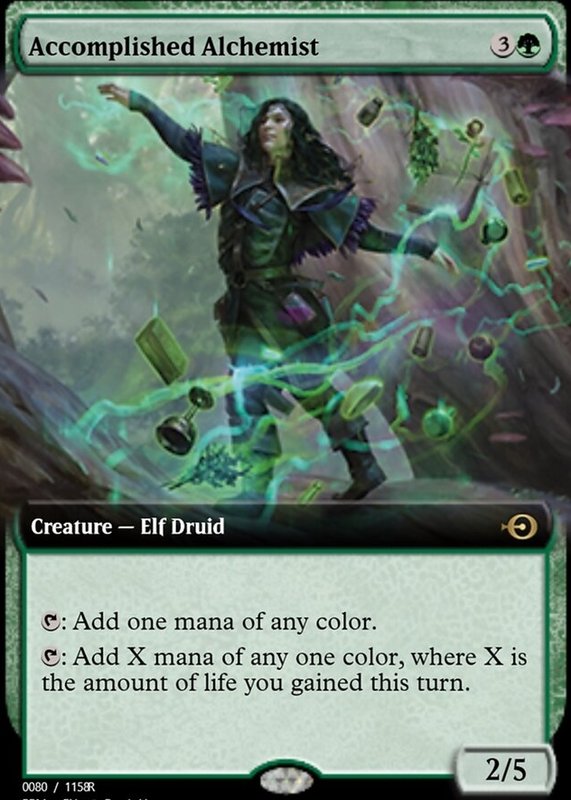 Accomplished Alchemist 3
Creature — Elf Druid
: Add one mana of any color.
: Add X mana of any one color, where X is
the amount of life you gained this turn.
2/5
0080 / 1158R